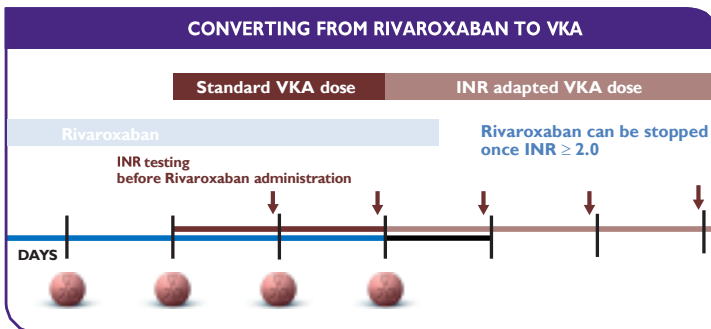 CONVERTING FROM RIVAROXABAN TO VKA
Standard VKA dose
INR adapted VKA dose
Rivaroxaban
Rivaroxaban can be stopped
once INR ≥ 2.0
INR testing
before Rivaroxaban administration
DAYS